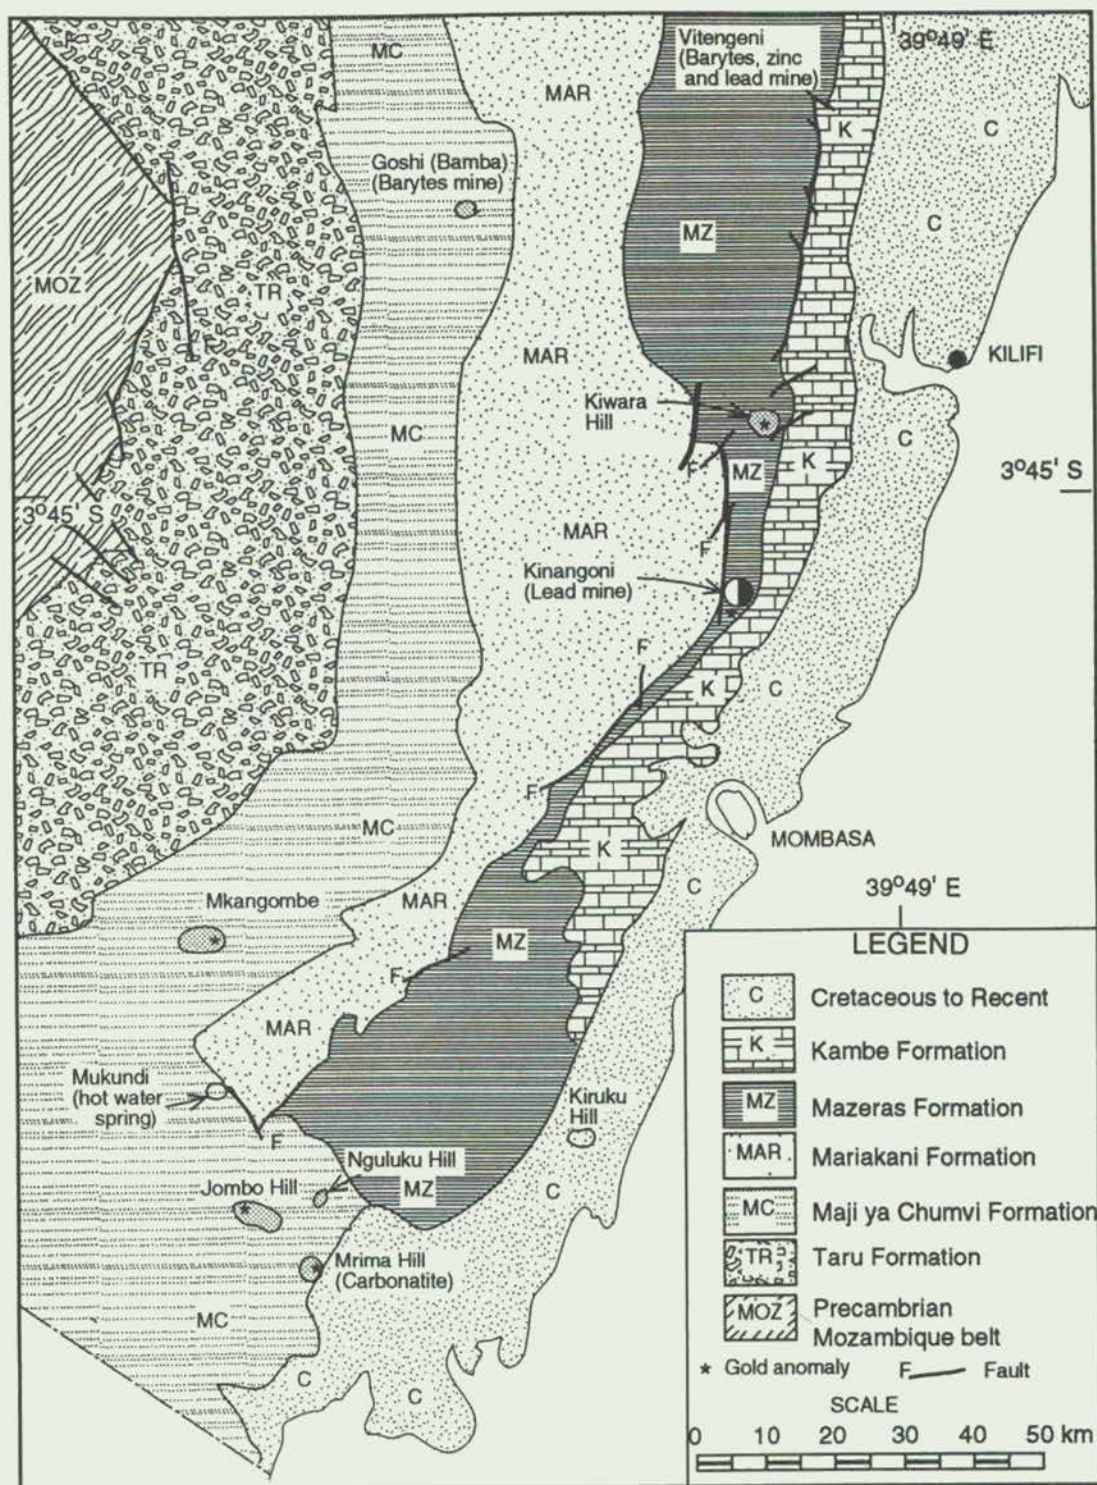 MC
Vitengeni
(Barytes, zinc
and lead mine)
39°49' E
MAR
K
C
Goshi (Bamba)
(Barytes mine)
MZ
C
MOZ
TR
MAR
KILIFI
Kiwara
Hill
MC
C
F
MZ
K
3°45' S
3°45' S
MAR
F
Kinangoni
(Lead mine)
F
TR
K
C
F
MC
MOMBASA
K
C
39°49' E
Mkangombe
MAR
MZ
F
MAR
Mukundi
(hot water
spring)
F
Kiruku
Hill
Nguluku Hill
Jombo Hill
MZ
C
Mrima Hill
(Carbonatite)
MC
C
C
LEGEND
C Cretaceous to Recent
K Kambe Formation
MZ Mazeras Formation
MAR Mariakani Formation
MC Maji ya Chumvi Formation
TR Taru Formation
MOZ Precambrian
Mozambique belt
* Gold anomaly F Fault
SCALE
0 10 20 30 40 50 km